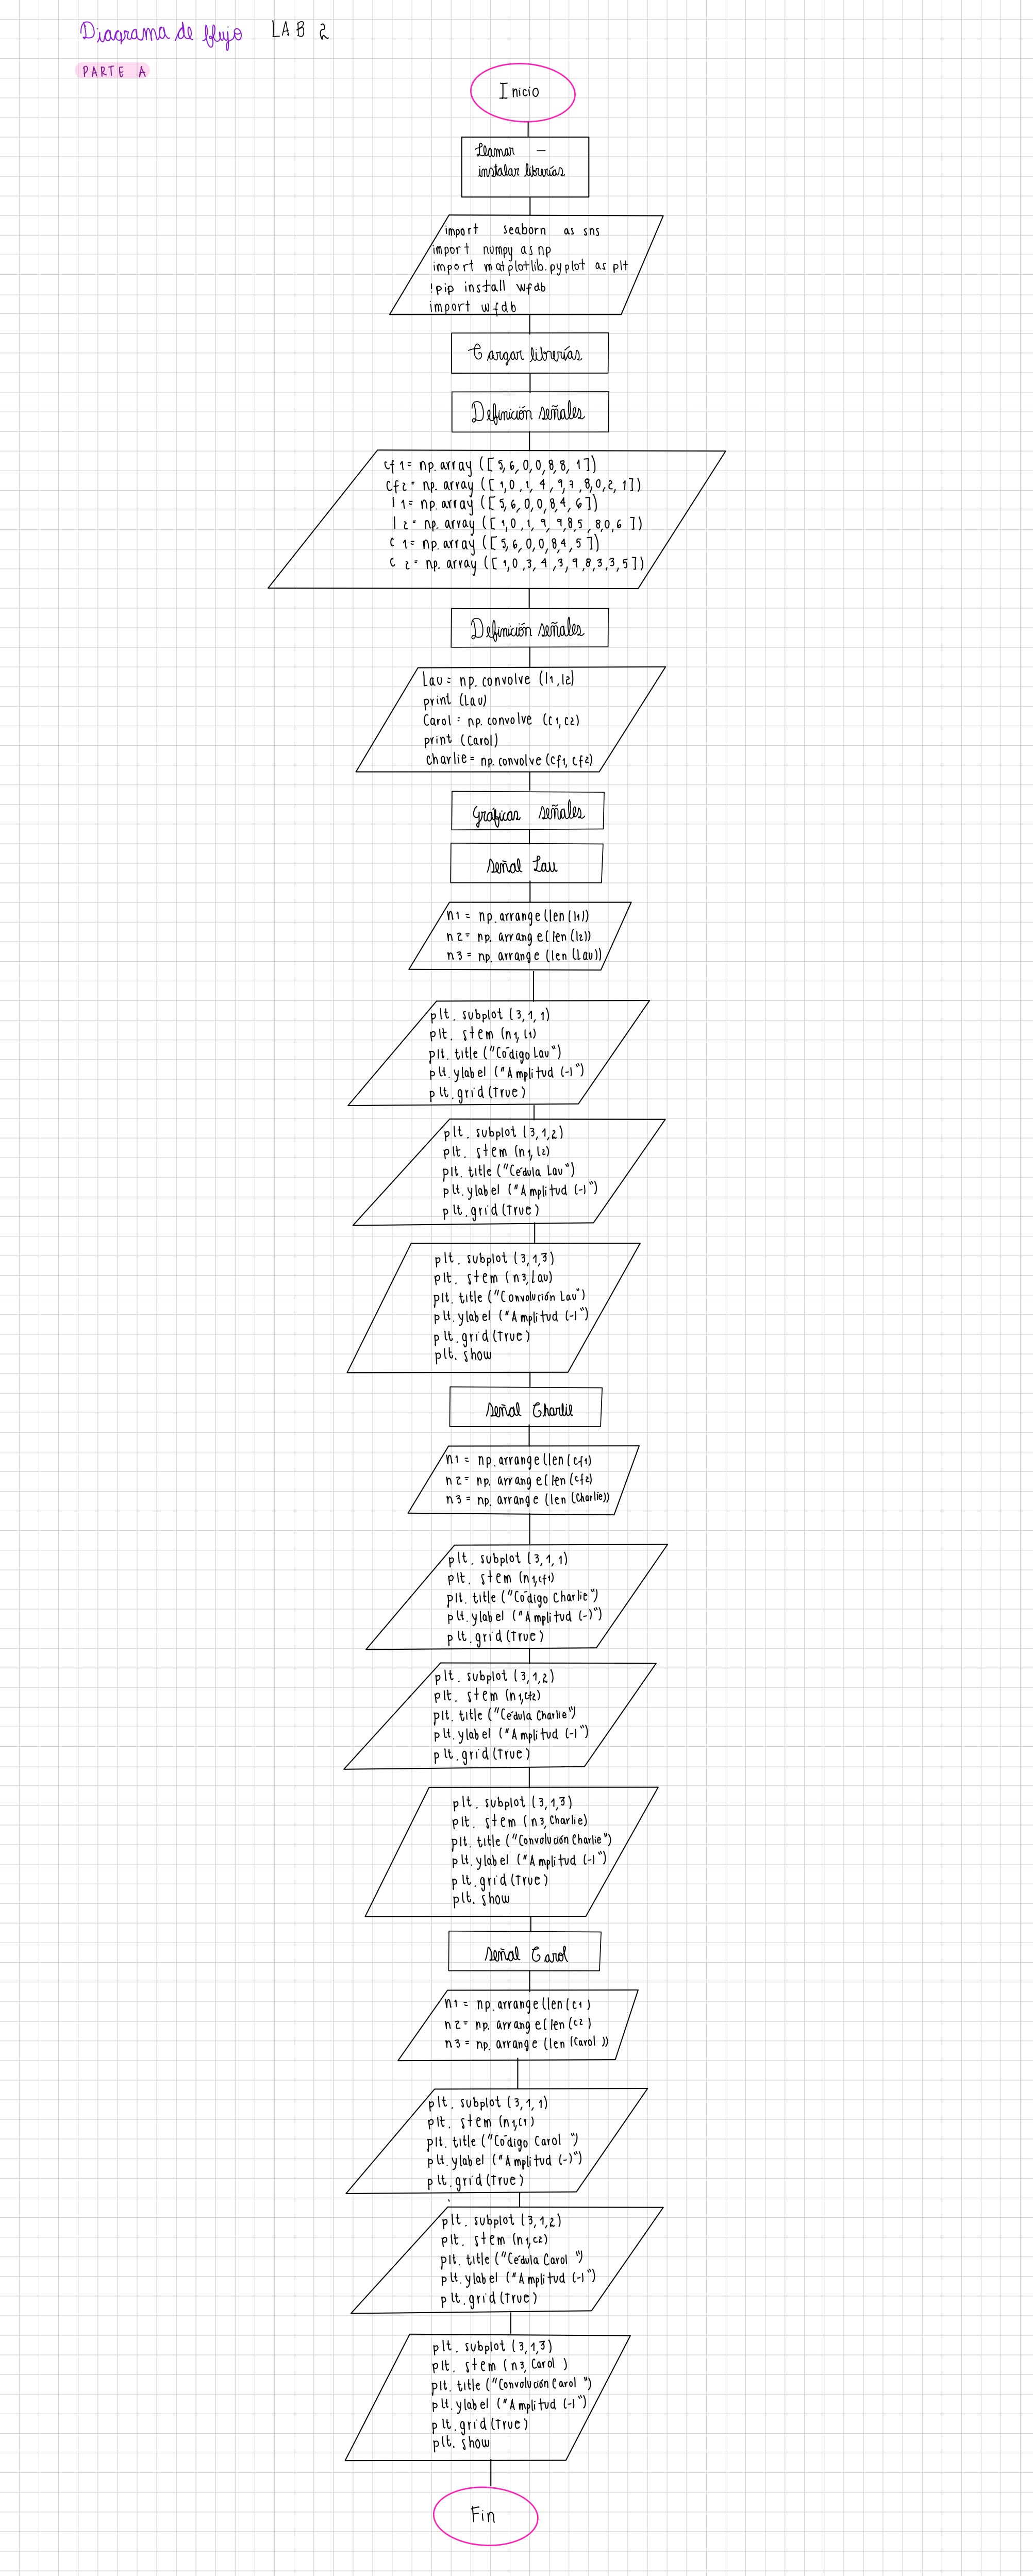 Diagrama de flujo LAB 2
PARTE A
Inicio
Llamar –
instalar librerías
import seaborn as sns
import numpy as np
import matplotlib.pyplot as plt
!pip install wfdb
import wfdb
Cargar librerías
Definición señales
cf1= np.array ([5,6,0,0,8,8,1])
cf2= np.array ([1,0,1,4,9,7,8,0,2,1])
l1= np.array ([5,6,0,0,8,4,6])
l2= np.array ([1,0,1,9,9,8,5,8,0,6])
c1= np.array ([5,6,0,0,8,4,5])
c2= np.array ([1,0,3,4,3,9,8,3,3,5])
Definición señales
Lau = np.convolve (l1,l2)
print (Lau)
Carol = np.convolve (c1,c2)
print (Carol)
charlie = np.convolve (cf1, cf2)
Gráficas señales
señal Lau
n1 = np.arrange(len(l1))
n2= np.arrange(len(l2))
n3 = np.arrange (len(Lau))
plt. subplot (3,1,1)
plt. stem (n1,l1)
plt. title ("Código Lau")
plt.ylabel ("Amplitud (-)")
plt.grid(True)
plt. subplot (3,1,2)
plt. stem (n1,l2)
plt. title ("Cédula Lau")
plt.ylabel ("Amplitud (-)")
plt.grid(True)
plt. subplot (3,1,3)
plt. stem (n3,Lau)
plt. title ("Convolución Lau")
plt.ylabel ("Amplitud (-)")
plt.grid(True)
plt. show
señal Charlie
n1 = np.arrange(len(cf1)
n2= np.arrange(len(cf2)
n3 = np.arrange (len(Charlie))
plt. subplot (3,1,1)
plt. stem (n1,cf1)
plt. title ("Código Charlie")
plt.ylabel ("Amplitud (-)")
plt.grid(True)
plt. subplot (3,1,2)
plt. stem (n1,cf2)
plt. title ("Cédula Charlie")
plt.ylabel ("Amplitud (-)")
plt.grid(True)
plt. subplot (3,1,3)
plt. stem (n3,Charlie)
plt. title ("Convolución Charlie")
plt.ylabel ("Amplitud (-)")
plt.grid(True)
plt. show
señal Carol
n1 = np.arrange(len(c1)
n2= np.arrange(len(c2)
n3 = np.arrange (len(Carol))
plt. subplot (3,1,1)
plt. stem (n1,c1)
plt. title ("Código Carol ")
plt.ylabel ("Amplitud (-)")
plt.grid(True)
plt. subplot (3,1,2)
plt. stem (n1,c2)
plt. title ("Cédula Carol ")
plt.ylabel ("Amplitud (-)")
plt.grid(True)
plt. subplot (3,1,3)
plt. stem (n3,Carol )
plt. title ("Convolución Carol ")
plt.ylabel ("Amplitud (-)")
plt.grid(True)
plt. show
Fin